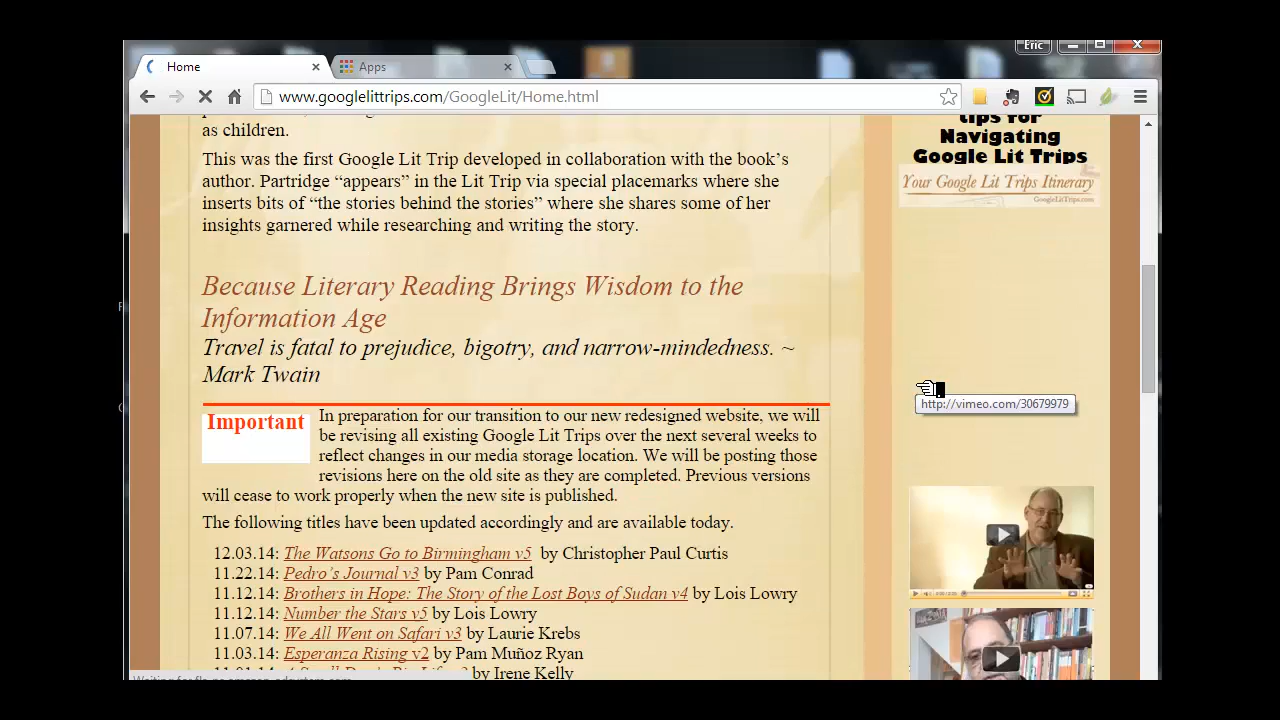 Eric
Home
Apps
www.googlelittrips.com/GoogleLit/Home.html
as children.
This was the first Google Lit Trip developed in collaboration with the book's
author. Partridge “appears” in the Lit Trip via special placemarks where she
inserts bits of “the stories behind the stories” where she shares some of her
insights garnered while researching and writing the story.
Because Literary Reading Brings Wisdom to the
Information Age
Travel is fatal to prejudice, bigotry, and narrow-mindedness. ~
Mark Twain
Important
In preparation for our transition to our new redesigned website, we will
be revising all existing Google Lit Trips over the next several weeks to
reflect changes in our media storage location. We will be posting those
revisions here on the old site as they are completed. Previous versions
will cease to work properly when the new site is published.
The following titles have been updated accordingly and are available today.
12.03.14: The Watsons Go to Birmingham v5 by Christopher Paul Curtis
11.22.14: Pedro's Journal v3 by Pam Conrad
11.12.14: Brothers in Hope: The Story of the Lost Boys of Sudan v4 by Lois Lowry
11.12.14: Number the Stars v5 by Lois Lowry
11.07.14: We All Went on Safari v3 by Laurie Krebs
11.03.14: Esperanza Rising v2 by Pam Muñoz Ryan
by Irene Kelly
tips for
Navigating
Google Lit Trips
Your Google Lit Trips Itinerary
GoogleLitTrips.com
http://vimeo.com/30679979